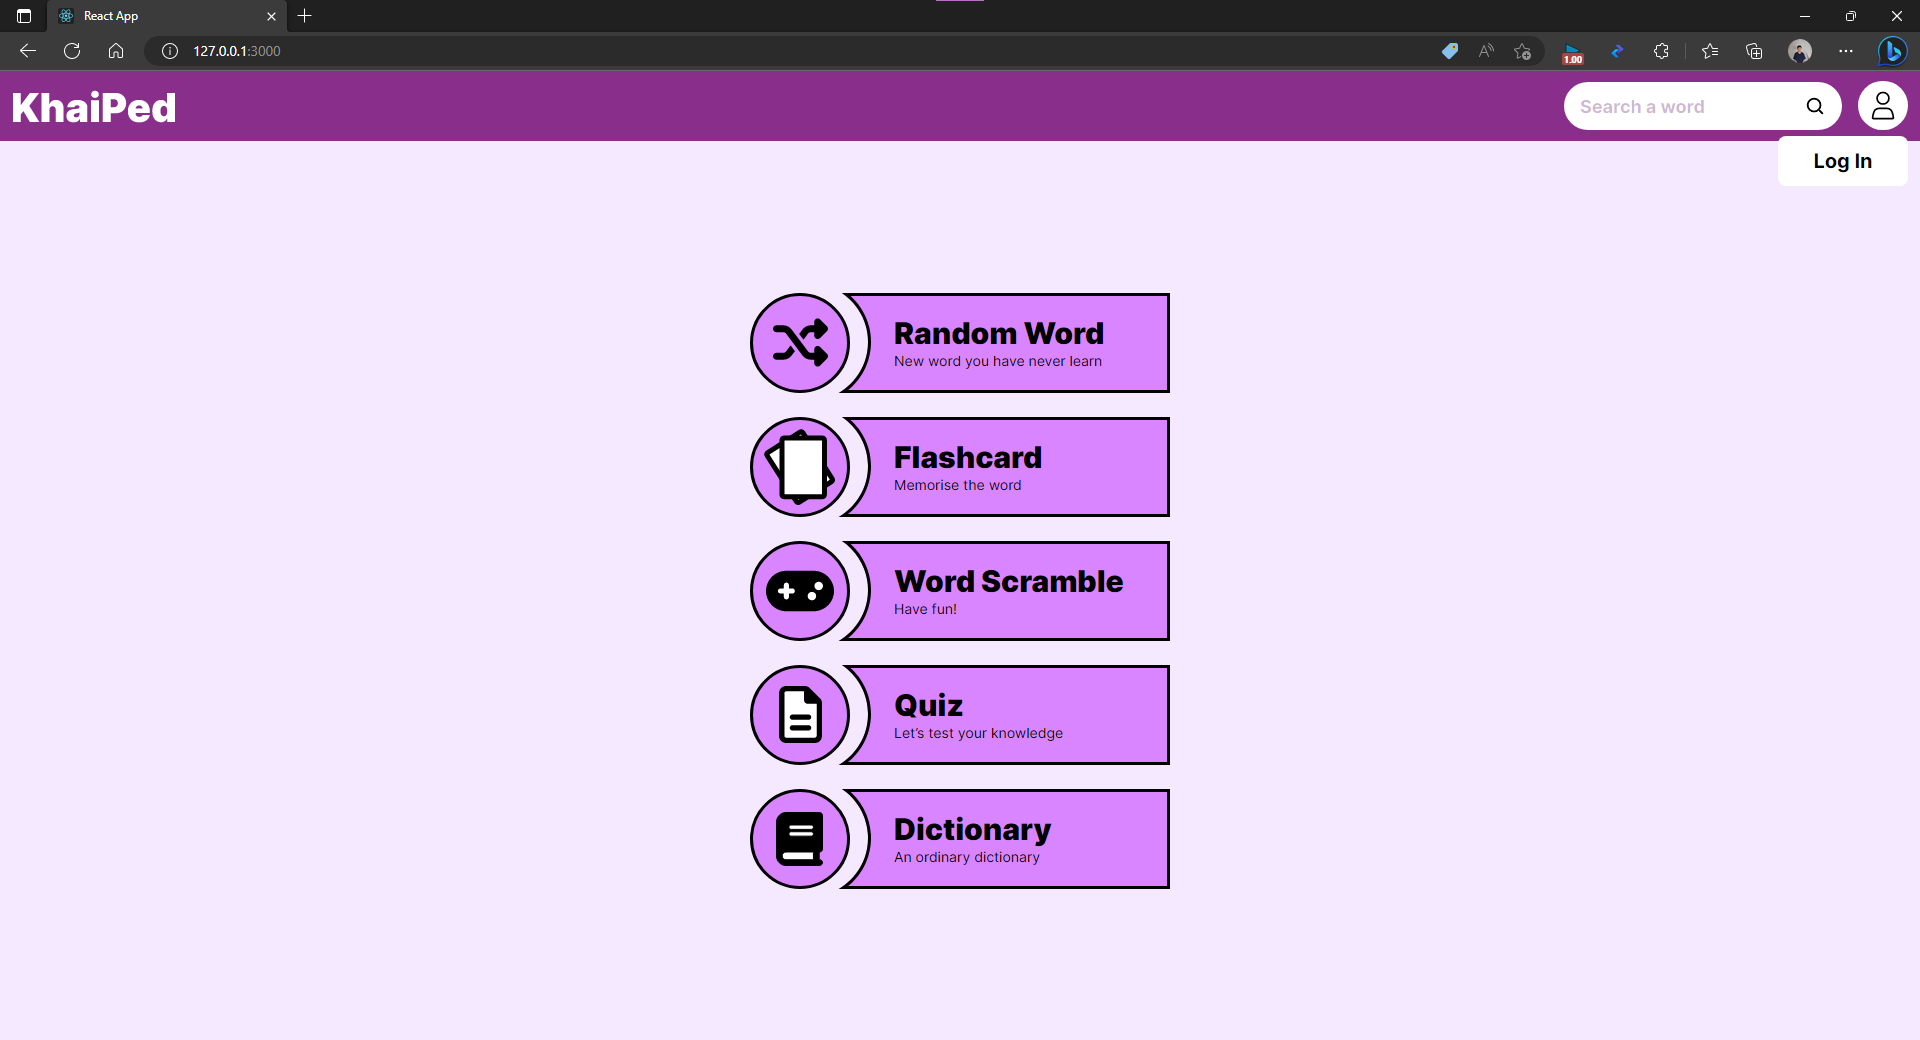 React App
127.0.0.1:3000
1.00
KhaiPed
Search a word
Log In
Random Word
New word you have never learn
Flashcard
Memorise the word
Word Scramble
Have fun!
Quiz
Let's test your knowledge
Dictionary
An ordinary dictionary